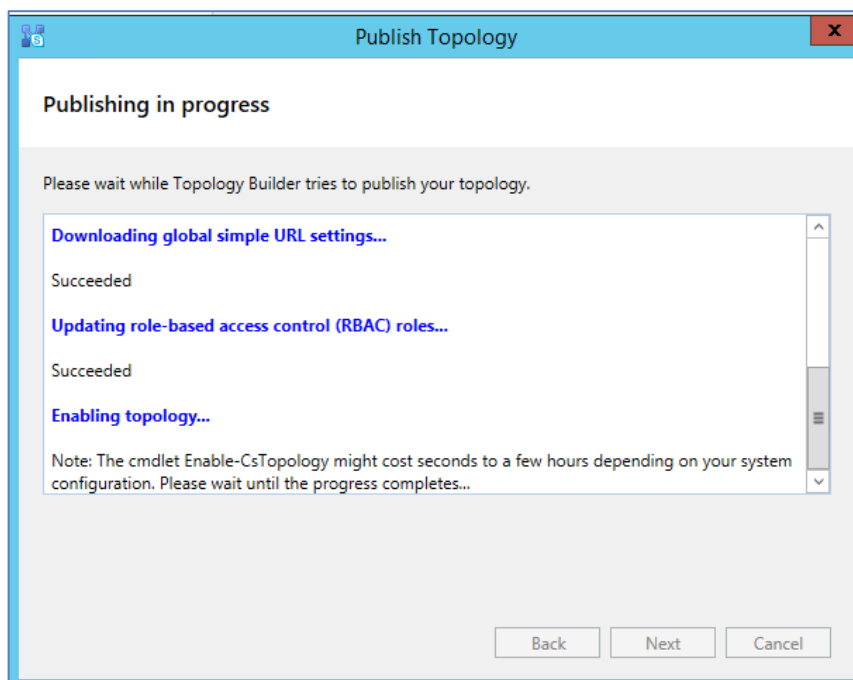 Publish Topology
x
Publishing in progress
Please wait while Topology Builder tries to publish your topology.
Downloading global simple URL settings...
Succeeded
Updating role-based access control (RBAC) roles...
Succeeded
Enabling topology...
Note: The cmdlet Enable-CsTopology might cost seconds to a few hours depending on your system
configuration. Please wait until the progress completes...
Back Next Cancel